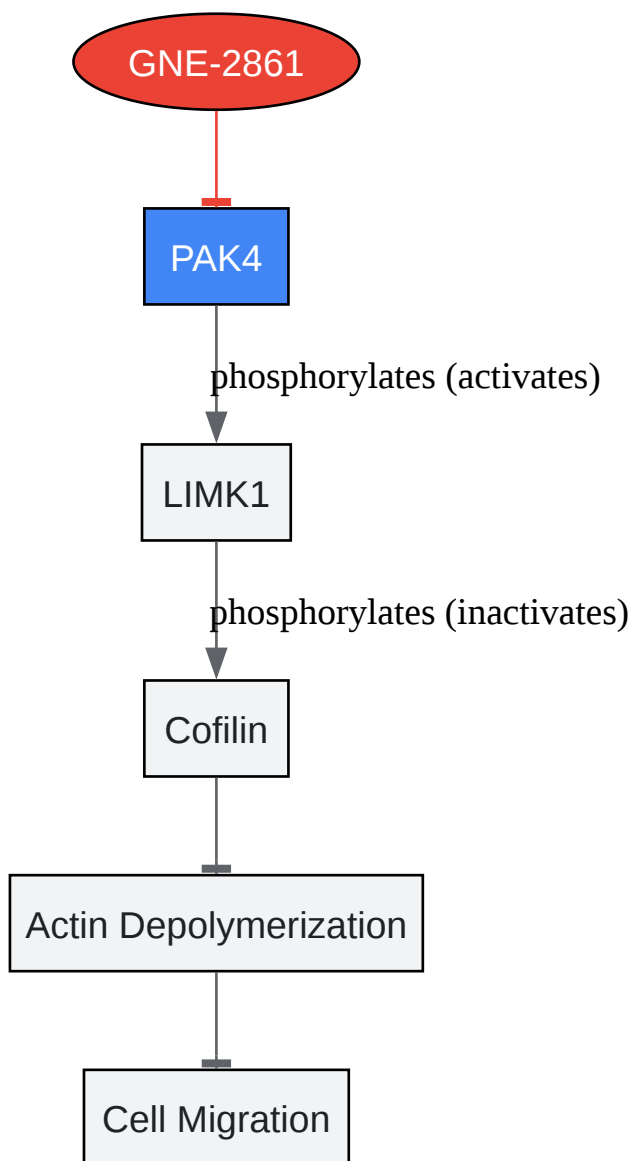 GNE-2861
PAK4
phosphorylates (activates)
LIMK1
phosphorylates (inactivates)
Cofilin
Actin Depolymerization
Cell Migration